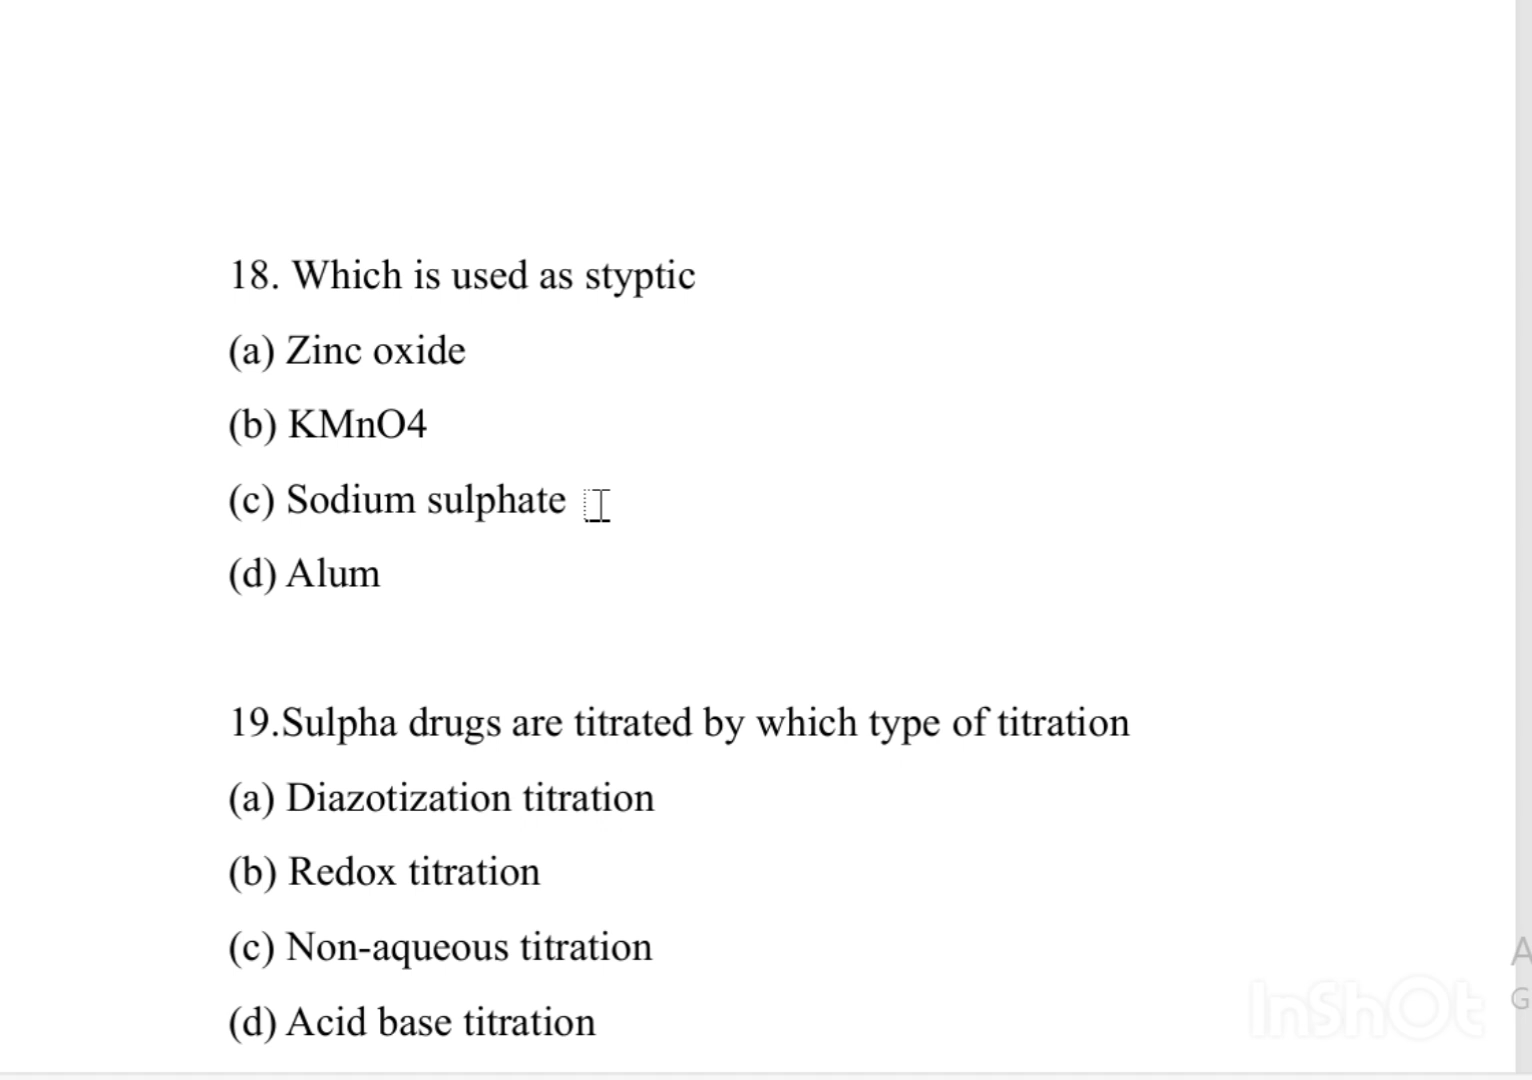 18. Which is used as styptic
(a) Zinc oxide
(b) KMnO4
(c) Sodium sulphate
(d) Alum
19.Sulpha drugs are titrated by which type of titration
(a) Diazotization titration
(b) Redox titration
(c) Non-aqueous titration
(d) Acid base titration
InShOt
A
G